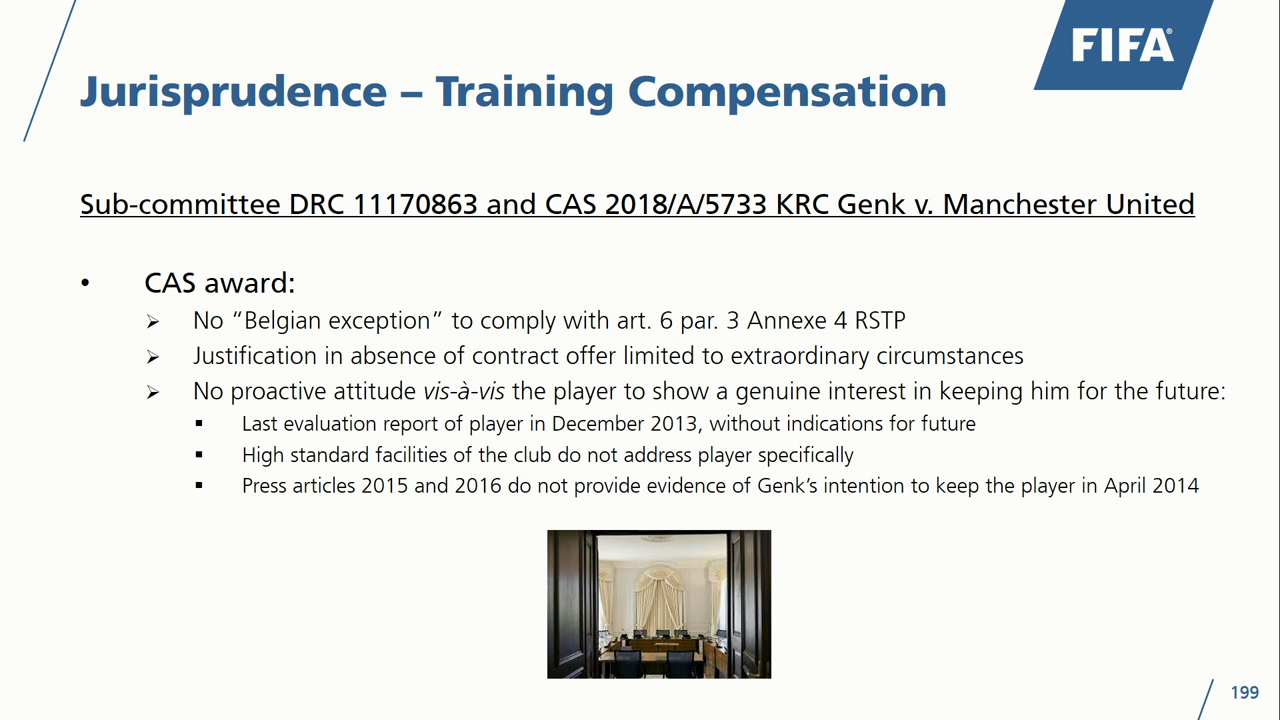 FIFA®
Jurisprudence – Training Compensation
Sub-committee DRC 11170863 and CAS 2018/A/5733 KRC Genk v. Manchester United
• CAS award:
➢ No “Belgian exception” to comply with art. 6 par. 3 Annexe 4 RSTP
➢ Justification in absence of contract offer limited to extraordinary circumstances
➢ No proactive attitude vis-à-vis the player to show a genuine interest in keeping him for the future:
▪ Last evaluation report of player in December 2013, without indications for future
▪ High standard facilities of the club do not address player specifically
▪ Press articles 2015 and 2016 do not provide evidence of Genk’s intention to keep the player in April 2014
199